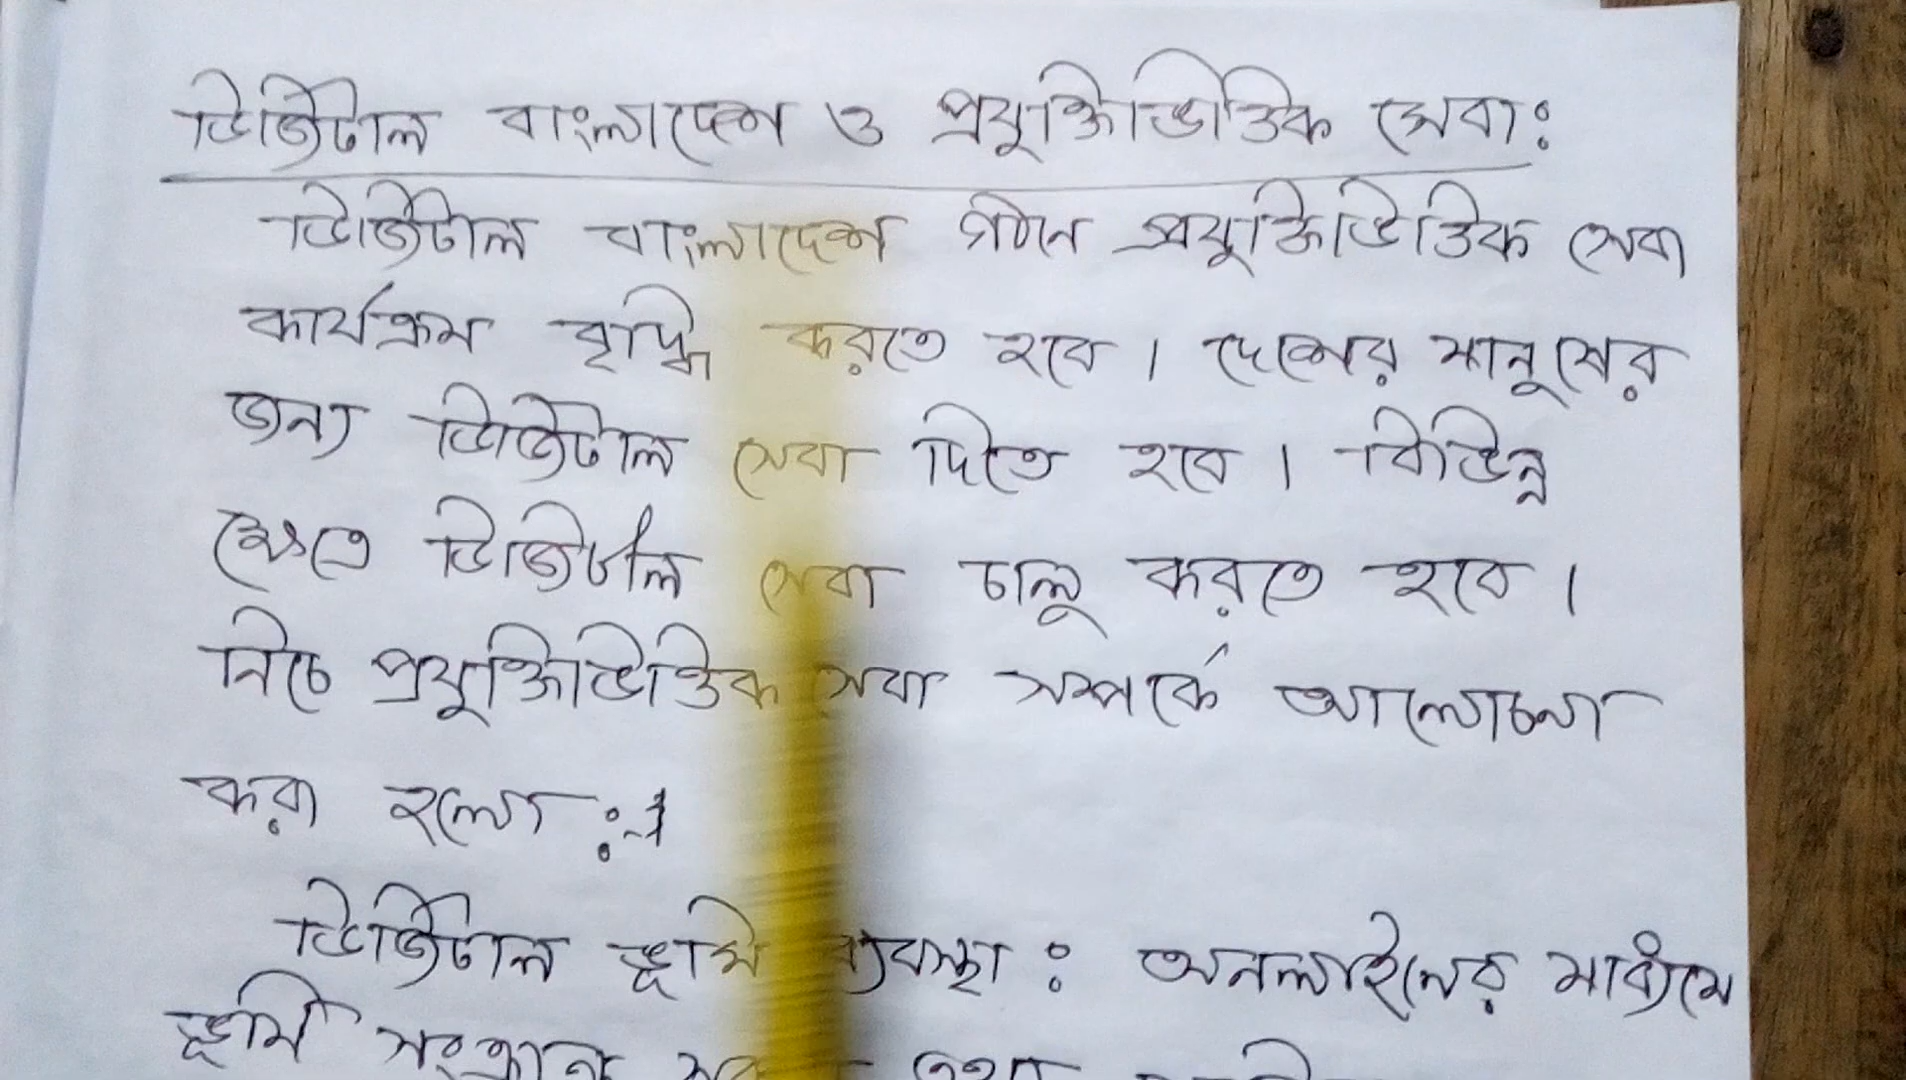 ডিজিটাল বাংলাদেশ ও প্রযুক্তিভিত্তিক সেবাঃ
ডিজিটাল বাংলাদেশ গঠনে প্রযুক্তিভিত্তিক সেবা
কার্যক্রম বৃদ্ধি করতে হবে। দেশের মানুষের
জন্য ডিজিটাল সেবা দিতে হবে। বিভিন্ন
ক্ষেত্রে ডিজিটাল সেবা চালু করতে হবে।
নিচে প্রযুক্তিভিত্তিক সেবা সম্পর্কে আলোচনা
করা হলোঃ-
ডিজিটাল ভূমি ব্যবস্থাঃ অনলাইনের মাধ্যমে
ভূমি সংক্রান্ত